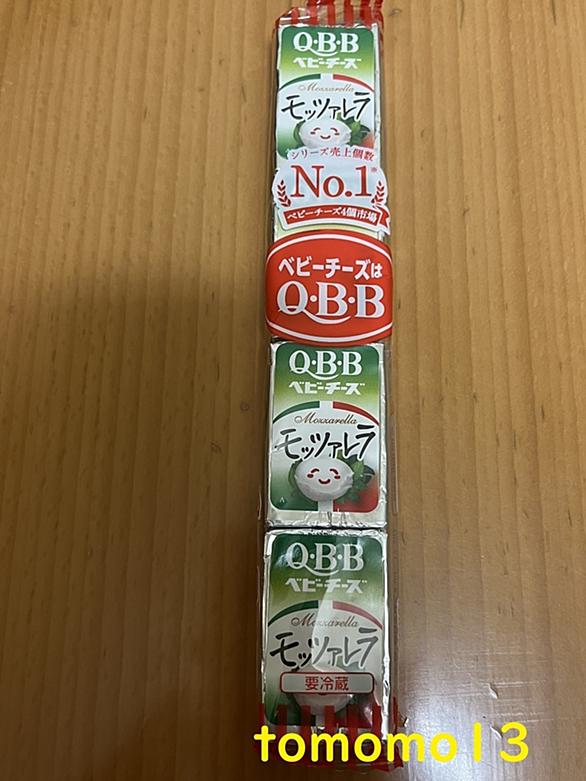 Q・B・B
ベビーチーズ
Mozzarella
モッツァレラ
シリーズ売上個数
No.1※
ベビーチーズ4個市場
ベビーチーズは
Q・B・B
Q・B・B
ベビーチーズ
Mozzarella
モッツァレラ
Q・B・B
ベビーチーズ
Mozzarella
モッツァレラ
要冷蔵
tomomo13